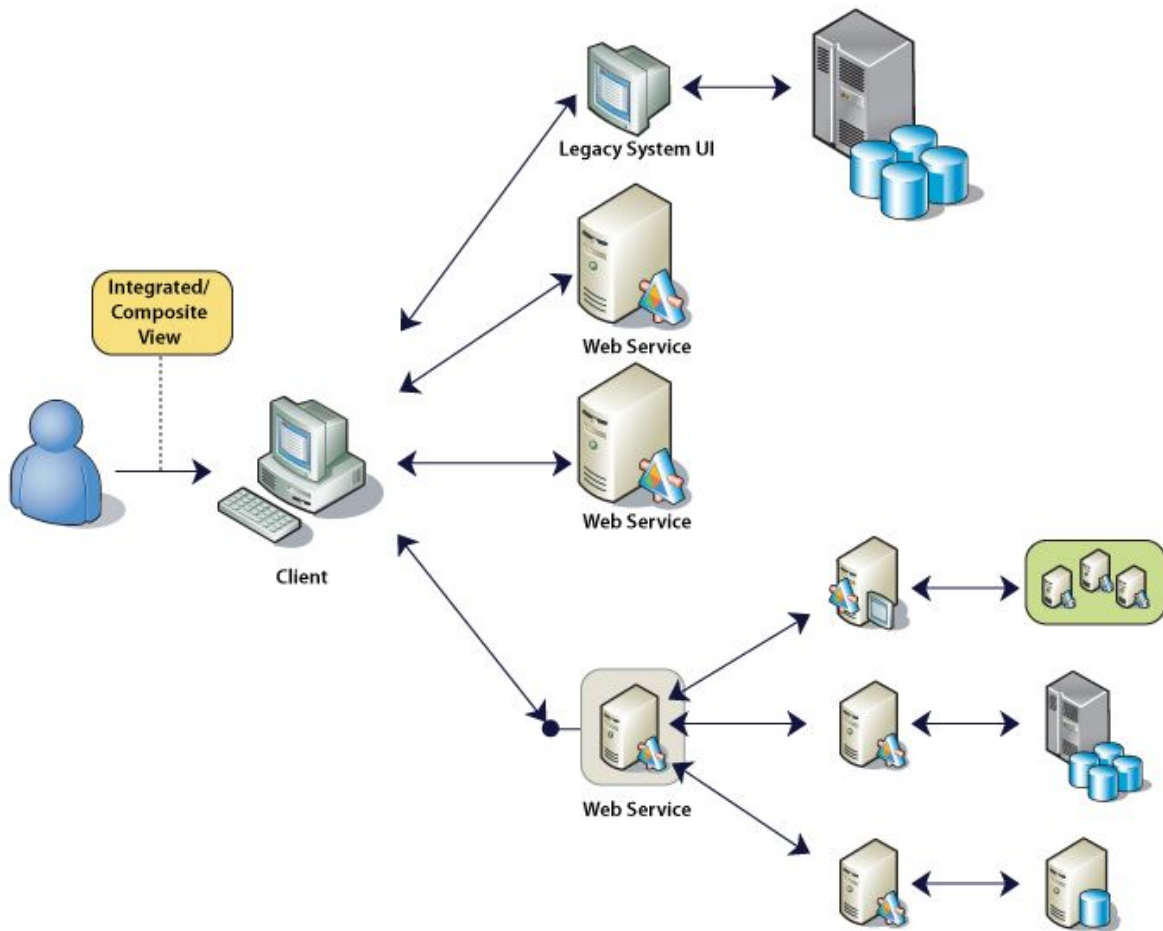 Legacy System UI
Integrated/
Composite
View
Web Service
Web Service
Client
Web Service